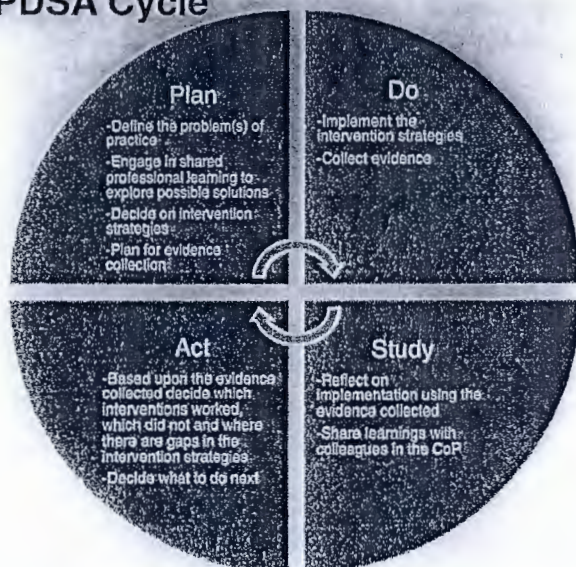 PDSA Cycle
Plan
-Define the problem(s) of
practice
-Engage in shared
professional learning to
explore possible solutions
-Decide on intervention
strategies
-Plan for evidence
collection
Do
-Implement the
intervention strategies
-Collect evidence
Act
-Based upon the evidence
collected decide which
interventions worked,
which did not and where
there are gaps in the
intervention strategies
-Decide what to do next
Study
-Reflect on
implementation using the
evidence collected
-Share learnings with
colleagues in the CoP